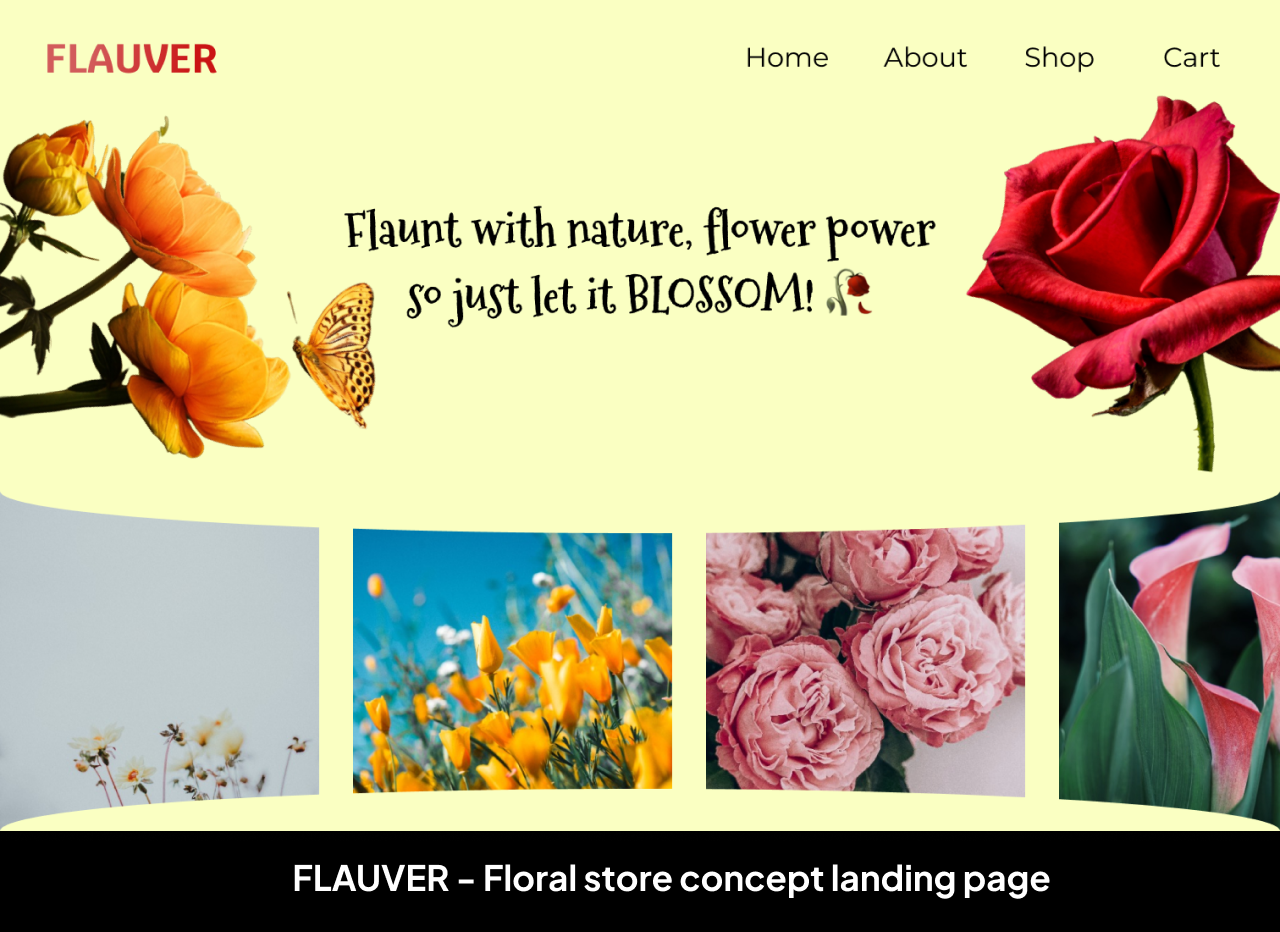 FLAUVER
Home About Shop Cart
Flaunt with nature, flower power
so just let it BLOSSOM! 🥀
FLAUVER - Floral store concept landing page